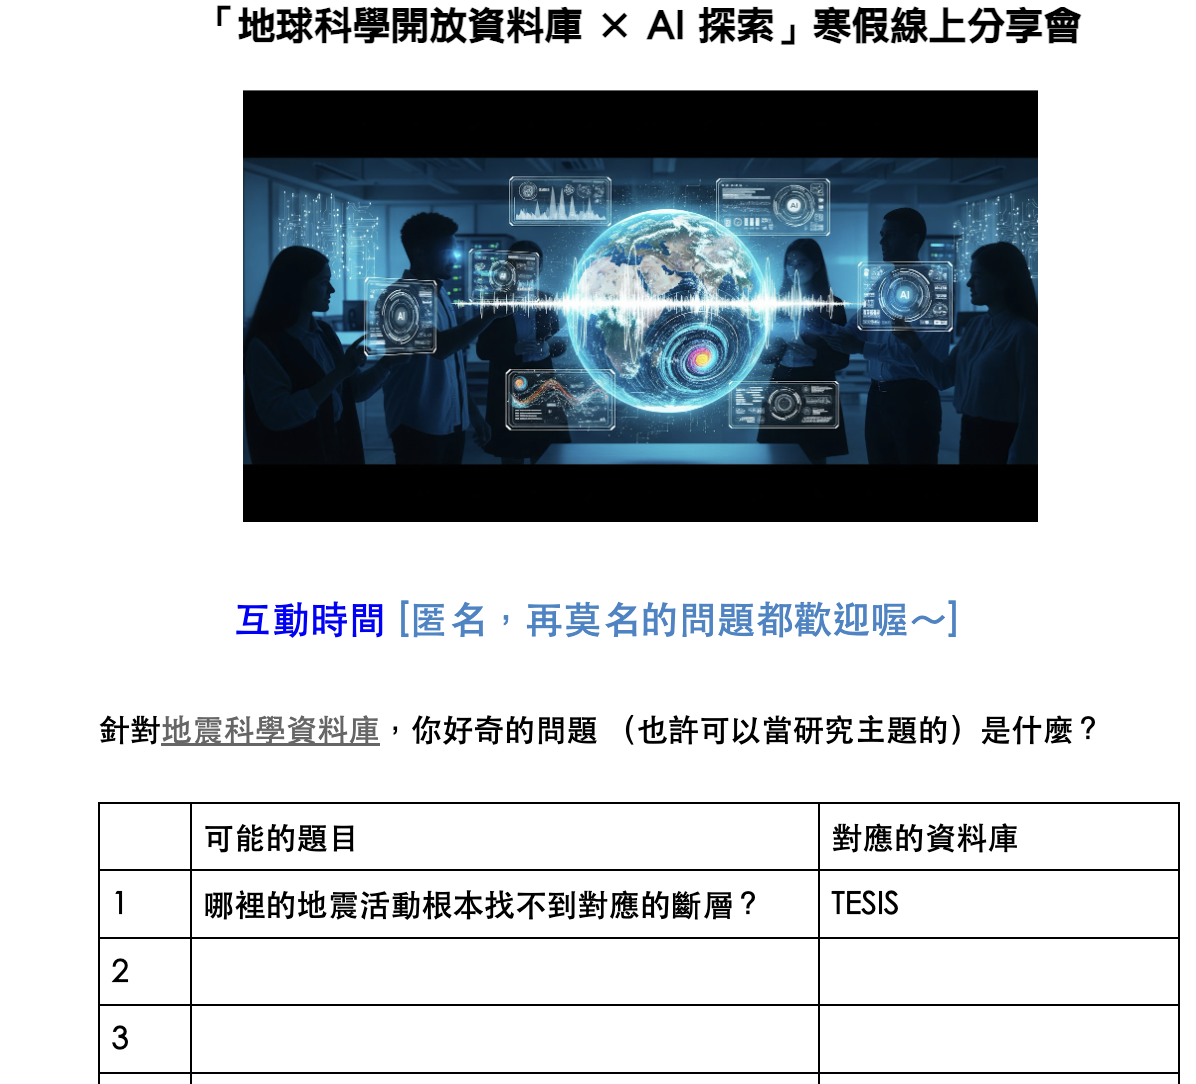 「地球科學開放資料庫 × AI 探索」寒假線上分享會
AI
AI
AI
互動時間 [匿名，再莫名的問題都歡迎喔～]
針對地震科學資料庫，你好奇的問題 （也許可以當研究主題的）是什麼？
可能的題目 對應的資料庫
1 哪裡的地震活動根本找不到對應的斷層？ TESIS
2
3